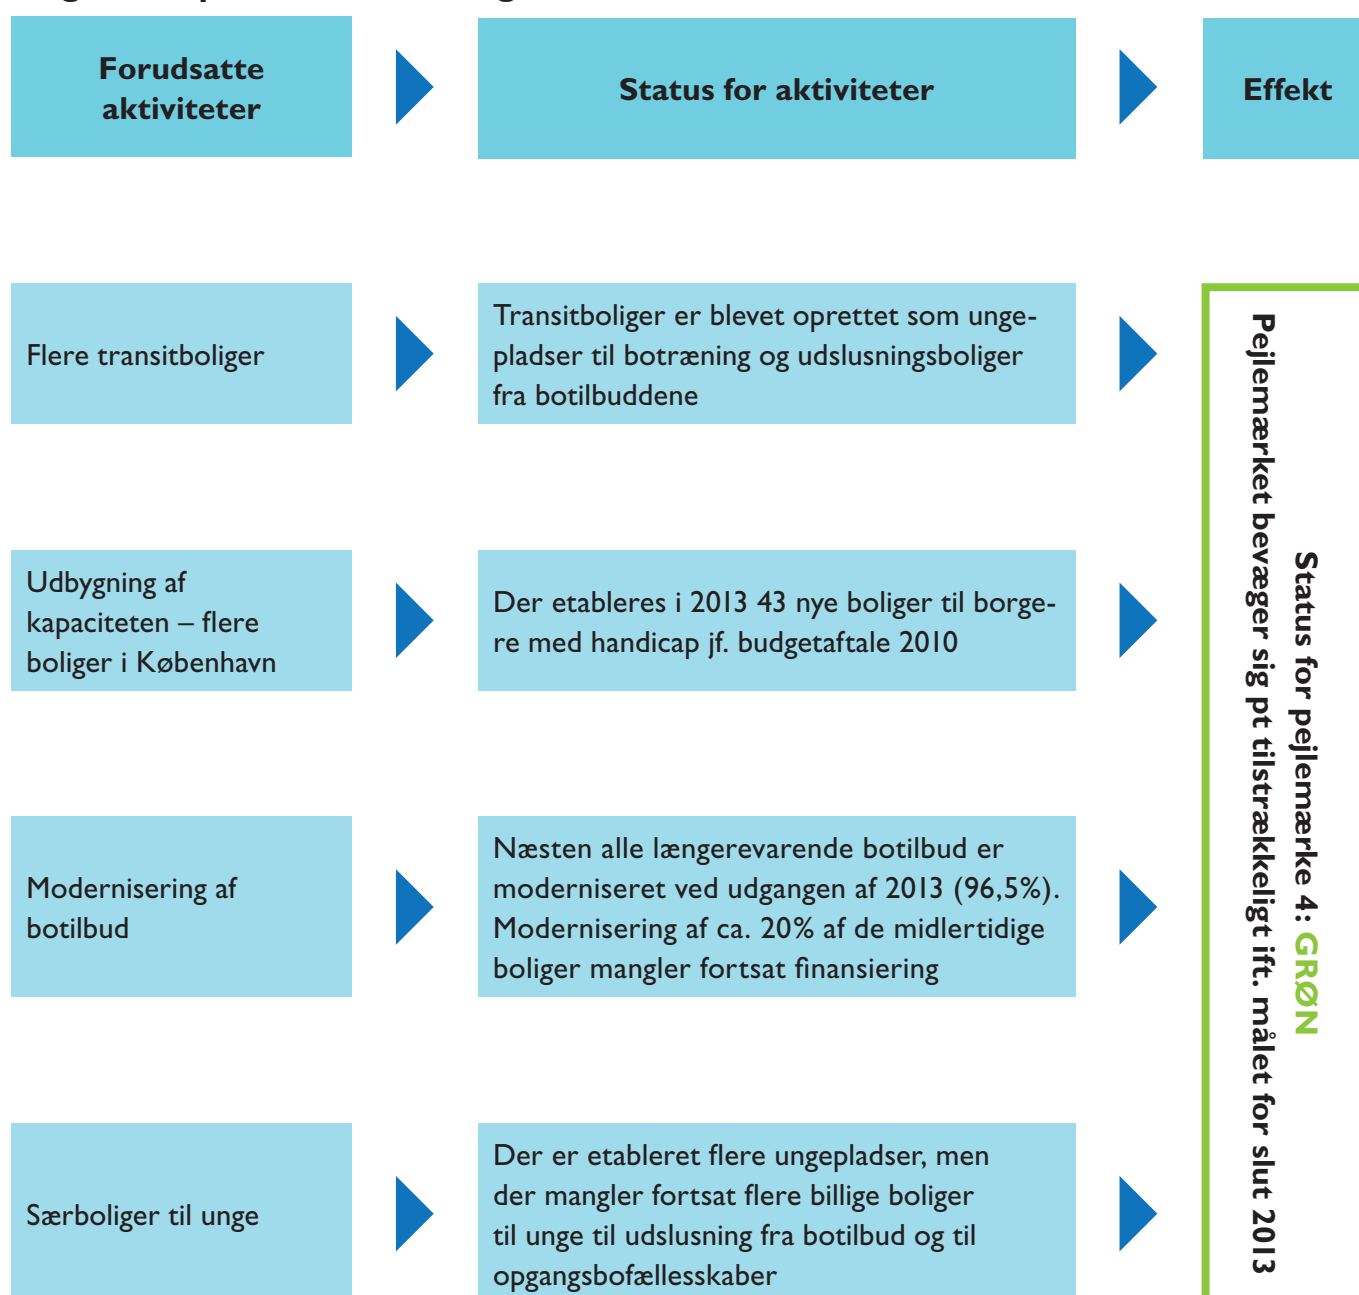 Forudsatte
aktiviteter
Status for aktiviteter
Effekt
Flere transitboliger
Transitboliger er blevet oprettet som unge-
pladser til botræning og udslusningsboliger
fra botilbuddene
Udbygning af
kapaciteten – flere
boliger i København
Der etableres i 2013 43 nye boliger til borge-
re med handicap jf. budgetaftale 2010
Modernisering af
botilbud
Næsten alle længerevarende botilbud er
moderniseret ved udgangen af 2013 (96,5%).
Modernisering af ca. 20% af de midlertidige
boliger mangler fortsat finansiering
Særboliger til unge
Der er etableret flere ungepladser, men
der mangler fortsat flere billige boliger
til unge til udslusning fra botilbud og til
opgangsbofællesskaber
Status for pejlemærke 4: GRØN
Pejlemærket bevæger sig pt tilstrækkeligt ift. målet for slut 2013